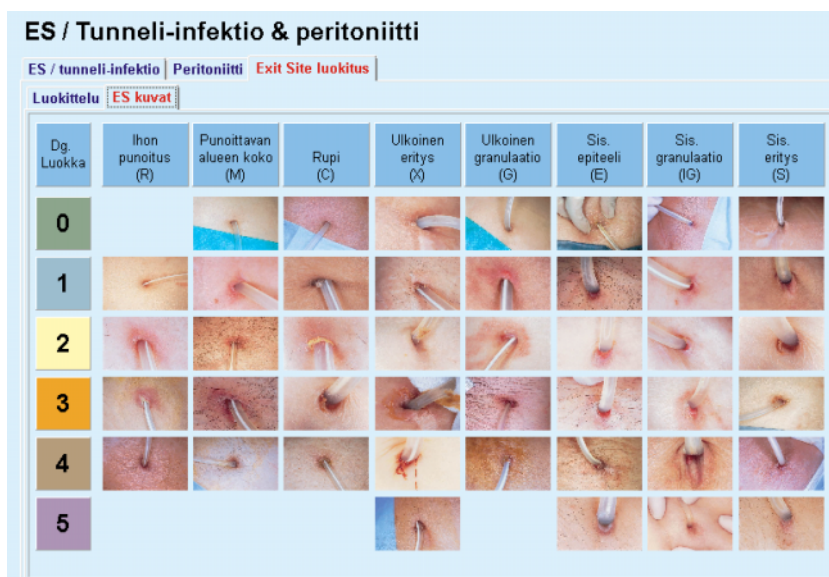 ES / Tunneli-infektio & peritoniitti
ES / tunneli-infektio Peritoniitti Exit Site luokitus
Luokittelu ES kuvat
Dg.
Luokka
Ihon
punoitus
(R)
Punoittavan
alueen koko
(M)
Rupi
(C)
Ulkoinen
eritys
(X)
Ulkoinen
granulaatio
(G)
Sis.
epiteeli
(E)
Sis.
granulaatio
(IG)
Sis.
eritys
(S)
0
1
2
3
4
5